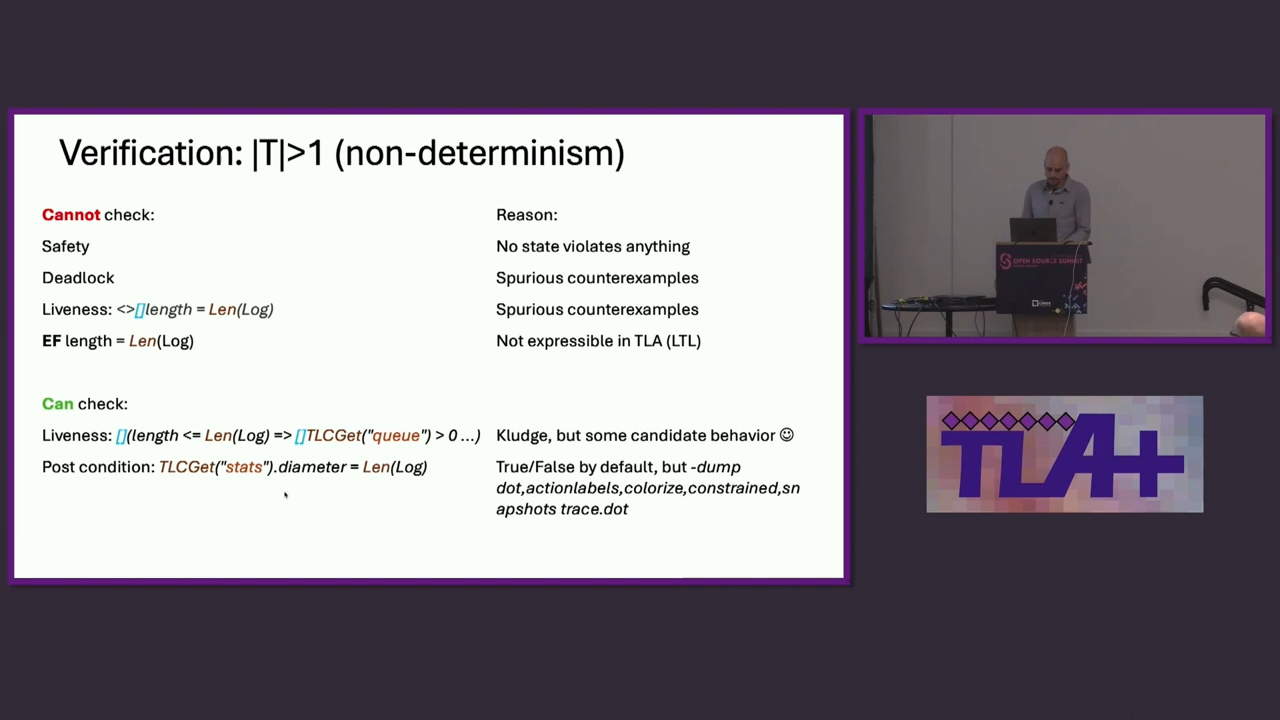 Verification: |T|>1 (non-determinism)
Cannot check:
Reason:
Safety
No state violates anything
Deadlock
Spurious counterexamples
Liveness: <>[]length = Len(Log)
Spurious counterexamples
EF length = Len(Log)
Not expressible in TLA (LTL)
Can check:
Liveness: [](length <= Len(Log) => []TLCGet("queue") > 0 ...)
Kludge, but some candidate behavior ☺
Post condition: TLCGet("stats").diameter = Len(Log)
True/False by default, but -dump
dot,actionlabels,colorize,constrained,sn
apshots trace.dot
OPEN SOURCE SUMMIT
TLA+